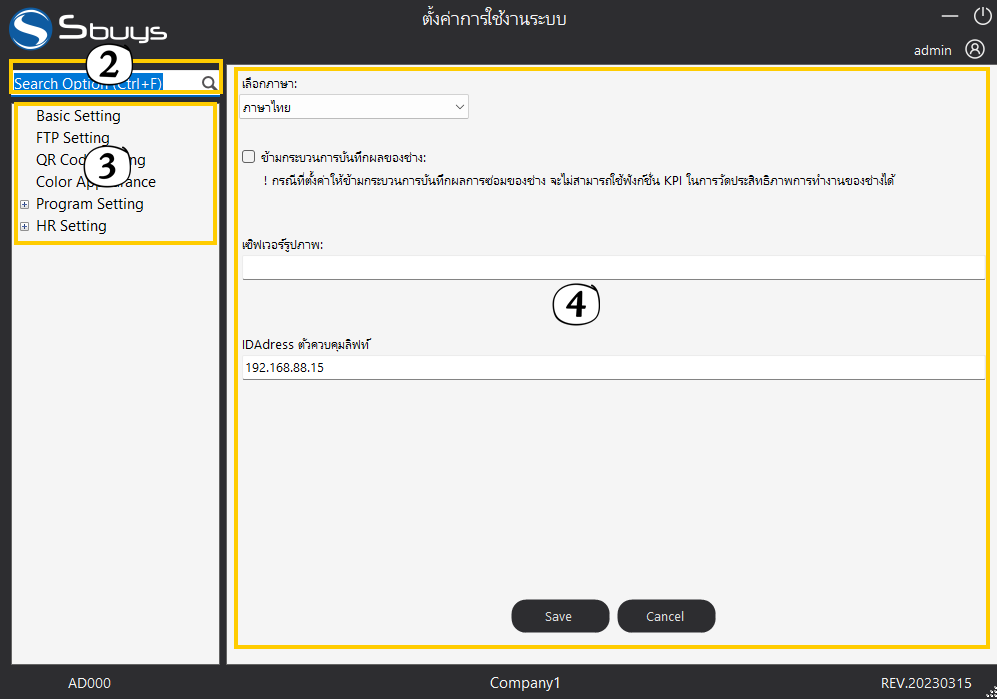 Sbuys
ตั้งค่าการใช้งานระบบ
admin
2
Search Option (Ctrl+F)
3
Basic Setting
FTP Setting
QR Code
Color Appearance
Program Setting
HR Setting
เลือกภาษา:
ภาษาไทย
ข้ามกระบวนการบันทึกผลของช่าง:
! กรณีที่ตั้งค่าให้ข้ามกระบวนการบันทึกผลการซ่อมของช่าง จะไม่สามารถใช้ฟังก์ชั่น KPI ในการวัดประสิทธิภาพการทำงานของช่างได้
เซิฟเวอร์รูปภาพ:
4
IDAdress ตัวควบคุมลิฟท์
192.168.88.15
Save
Cancel
AD000
Company1
REV.20230315